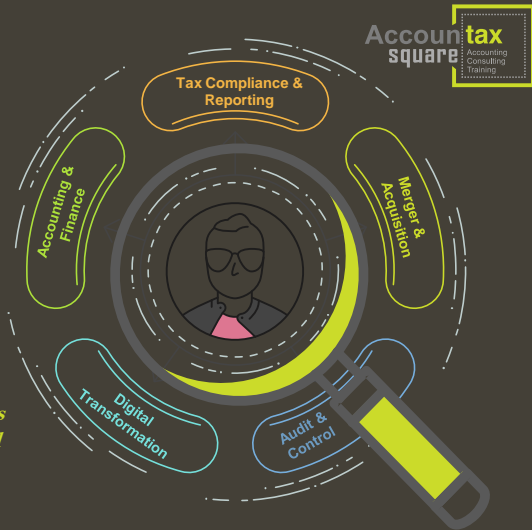 Accoun tax
square
Accounting
Consulting
Training
Tax Compliance &
Reporting
Accounting &
Finance
Merger &
Acquisition
Digital
Transformation
Audit &
Control